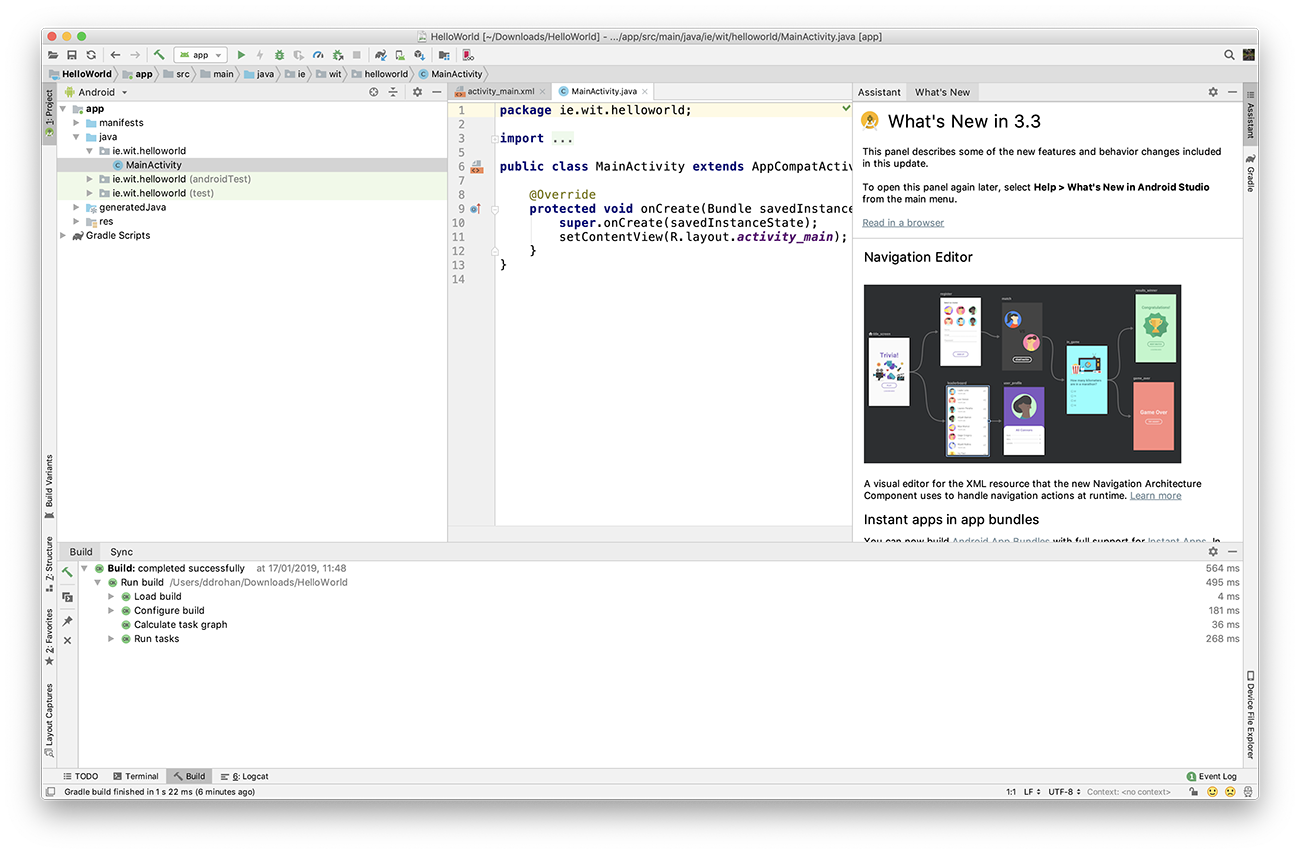 HelloWorld [~/Downloads/HelloWorld] - .../app/src/main/java/ie/wit/helloworld/MainActivity.java [app]
app
HelloWorld app src main java ie wit helloworld MainActivity
1: Project
Android
app
manifests
java
ie.wit.helloworld
MainActivity
ie.wit.helloworld (androidTest)
ie.wit.helloworld (test)
generatedJava
res
Gradle Scripts
Build Variants
Z: Structure
2: Favorites
Layout Captures
activity_main.xml MainActivity.java
1 package ie.wit.helloworld;
2
3 import ...
5
6 public class MainActivity extends AppCompatActiv
7
8 @Override
9 protected void onCreate(Bundle savedInstance
10 super.onCreate(savedInstanceState);
11 setContentView(R.layout.activity_main);
12 }
13 }
14
Assistant What's New
What's New in 3.3
This panel describes some of the new features and behavior changes included
in this update.
To open this panel again later, select Help > What's New in Android Studio
from the main menu.
Read in a browser
Navigation Editor
title_screen
Trivia!
register
match
leaderboard
user_profile
in_game
Congratulations!
game_over
Game Over
A visual editor for the XML resource that the new Navigation Architecture
Component uses to handle navigation actions at runtime. Learn more
Instant apps in app bundles
You can now build Android App Bundles with full support for Instant Apps. In
Assistant
Gradle
Device File Explorer
Build Sync
Build: completed successfully at 17/01/2019, 11:48 564 ms
Run build /Users/ddrohan/Downloads/HelloWorld 495 ms
Load build 4 ms
Configure build 181 ms
Calculate task graph 36 ms
Run tasks 268 ms
TODO Terminal Build 6: Logcat 1 Event Log
Gradle build finished in 1 s 22 ms (6 minutes ago) 1:1 LF UTF-8 Context: <no context>